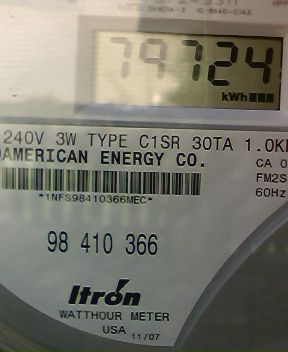 79724
kWh
240V 3W TYPE C1SR 30TA 1.0K
AMERICAN ENERGY CO.
CA 0
FM2S
60Hz
*1NFS98410366MEC*
98 410 366
Itron
WATTHOUR METER
USA 11/07